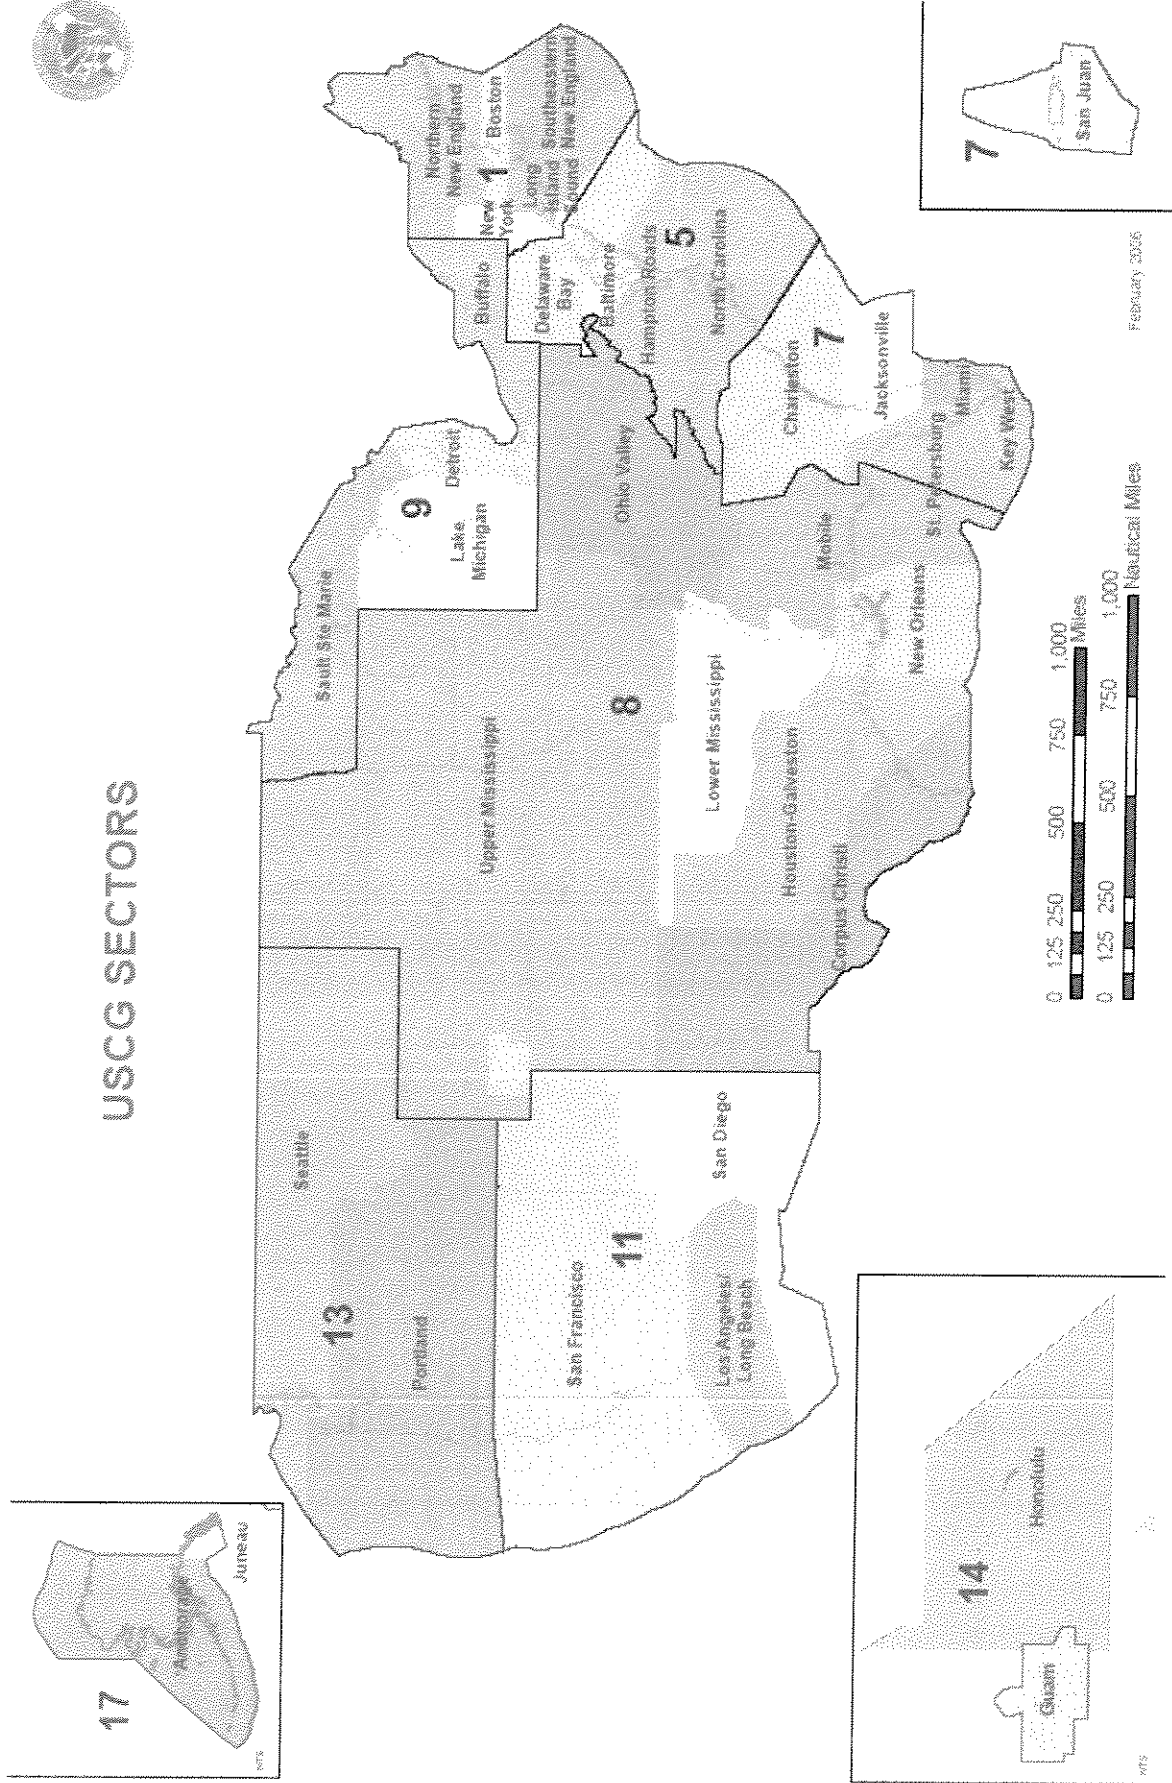 USCG SECTORS
17
Anchorage
Juneau
NTS
13
Seattle
Portland
11
San Francisco
Los Angeles/
Long Beach
San Diego
8
Upper Mississippi
Lower Mississippi
Ohio Valley
Houston-Galveston
Corpus Christi
New Orleans
Mobile
9
Sault Ste Marie
Lake
Michigan
Detroit
Buffalo
1
Northern
New England
Boston
New
York
Long
Island
Sound
Southeastern
New England
5
Delaware
Bay
Baltimore
Hampton Roads
North Carolina
7
Charleston
Jacksonville
St. Petersburg
Miami
Key West
14
Honolulu
Guam
NTS
0 125 250 500 750 1,000
Miles
0 125 250 500 750 1,000
Nautical Miles
7
San Juan